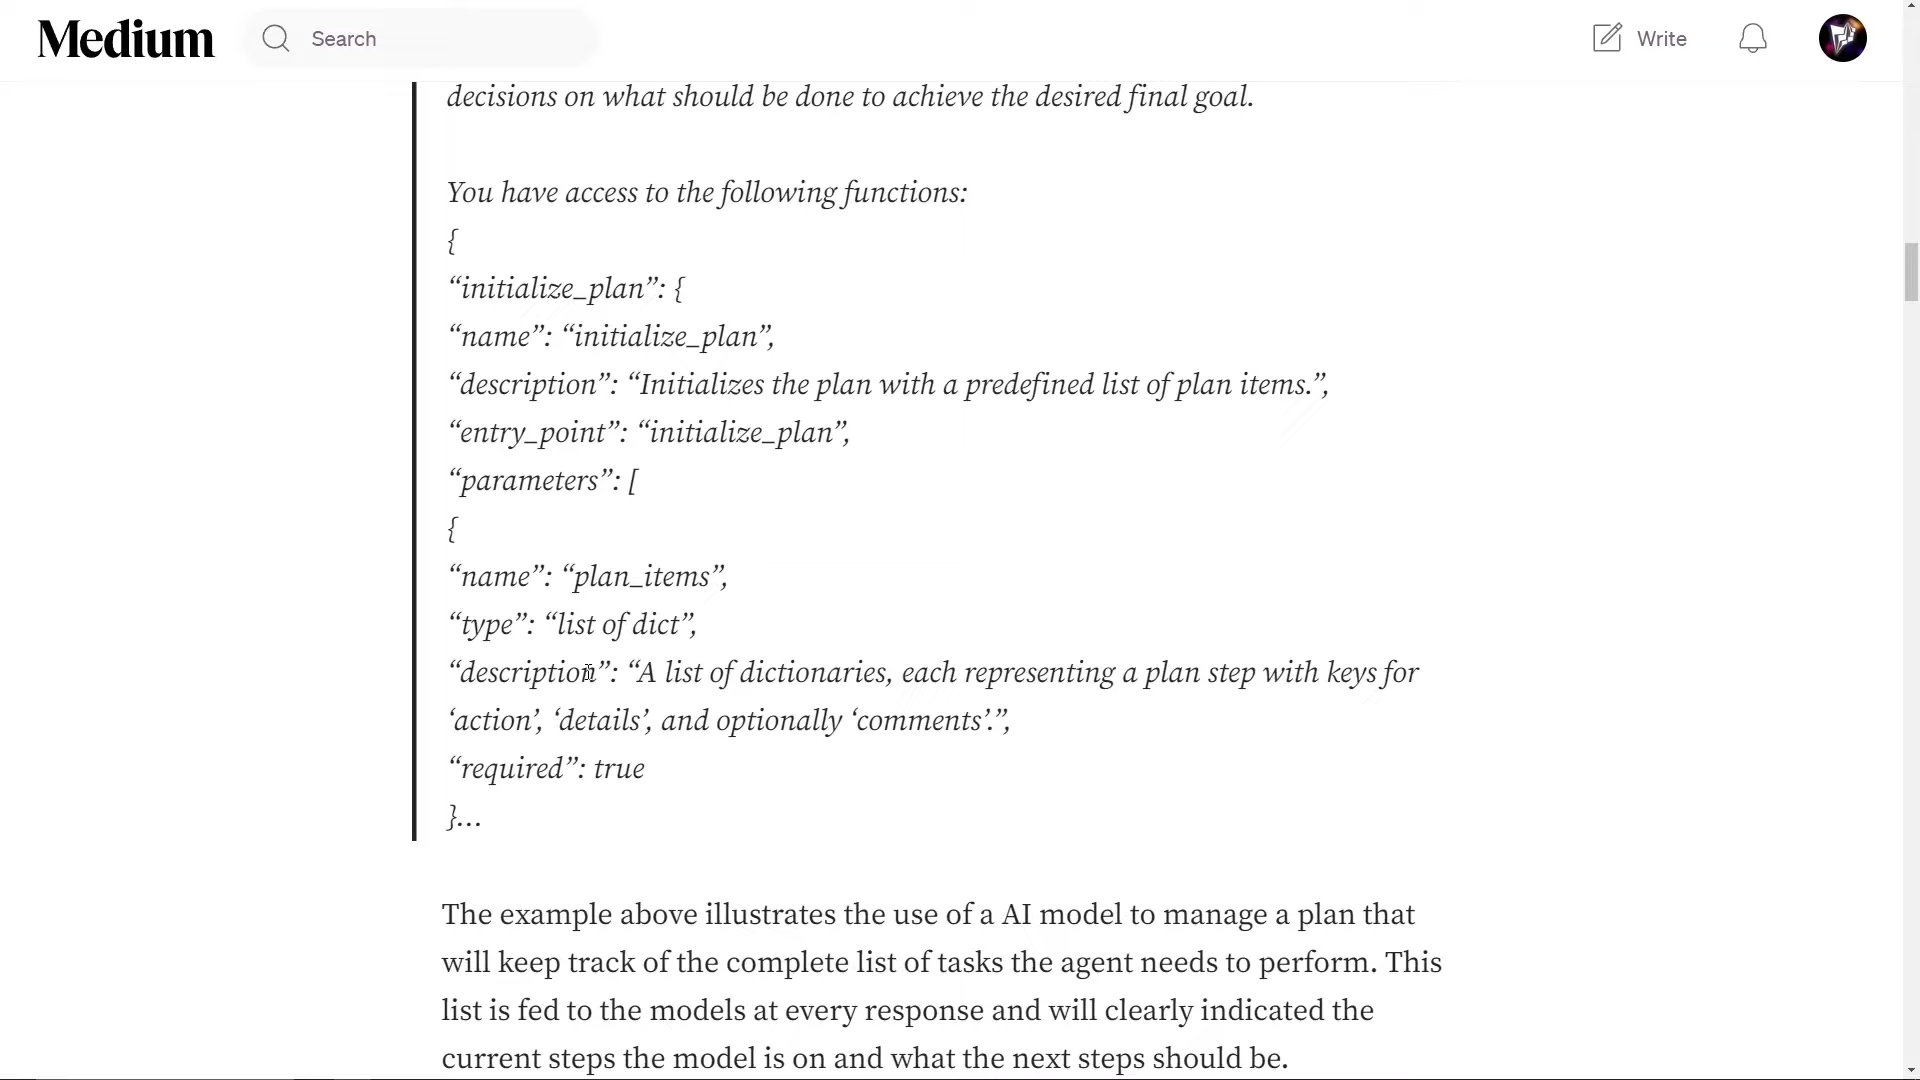 Medium
Search
Write
decisions on what should be done to achieve the desired final goal.
You have access to the following functions:
{
“initialize_plan”: {
“name”: “initialize_plan”,
“description”: “Initializes the plan with a predefined list of plan items.”,
“entry_point”: “initialize_plan”,
“parameters”: [
{
“name”: “plan_items”,
“type”: “list of dict”,
“description”: “A list of dictionaries, each representing a plan step with keys for
‘action’, ‘details’, and optionally ‘comments’.”,
“required”: true
}…
The example above illustrates the use of a AI model to manage a plan that
will keep track of the complete list of tasks the agent needs to perform. This
list is fed to the models at every response and will clearly indicated the
current steps the model is on and what the next steps should be.